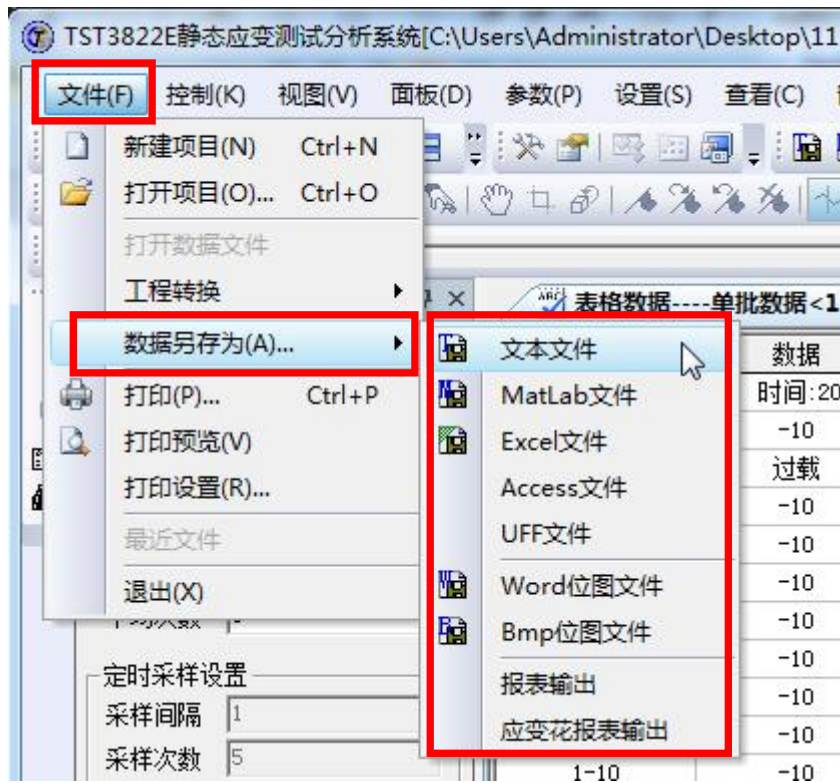 TST3822E静态应变测试分析系统[C:\Users\Administrator\Desktop\11
文件(F) 控制(K) 视图(V) 面板(D) 参数(P) 设置(S) 查看(C)
新建项目(N) Ctrl+N
打开项目(O)... Ctrl+O
打开数据文件
工程转换
表格数据----单批数据<1
数据另存为(A)...
文本文件
数据
打印(P)... Ctrl+P
MatLab文件
时间:20
打印预览(V)
Excel文件
-10
过载
打印设置(R)...
Access文件
-10
最近文件
UFF文件
-10
退出(X)
Word位图文件
-10
Bmp位图文件
-10
-10
定时采样设置
报表输出
-10
采样间隔 1
应变花报表输出
-10
采样次数 5
1-10 -10